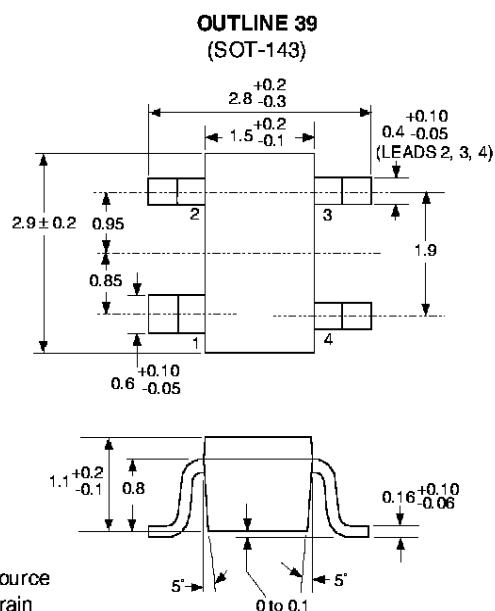 OUTLINE 39
(SOT-143)
2.8 +0.2 -0.3
1.5 +0.2 -0.1
0.4 +0.10 -0.05
(LEADS 2, 3, 4)
2
3
2.9 ± 0.2
0.95
1.9
0.85
1
4
0.6 +0.10 -0.05
1.1 +0.2 -0.1
0.8
0.16 +0.10 -0.06
ource
5°
5°
rain
0 to 0.1